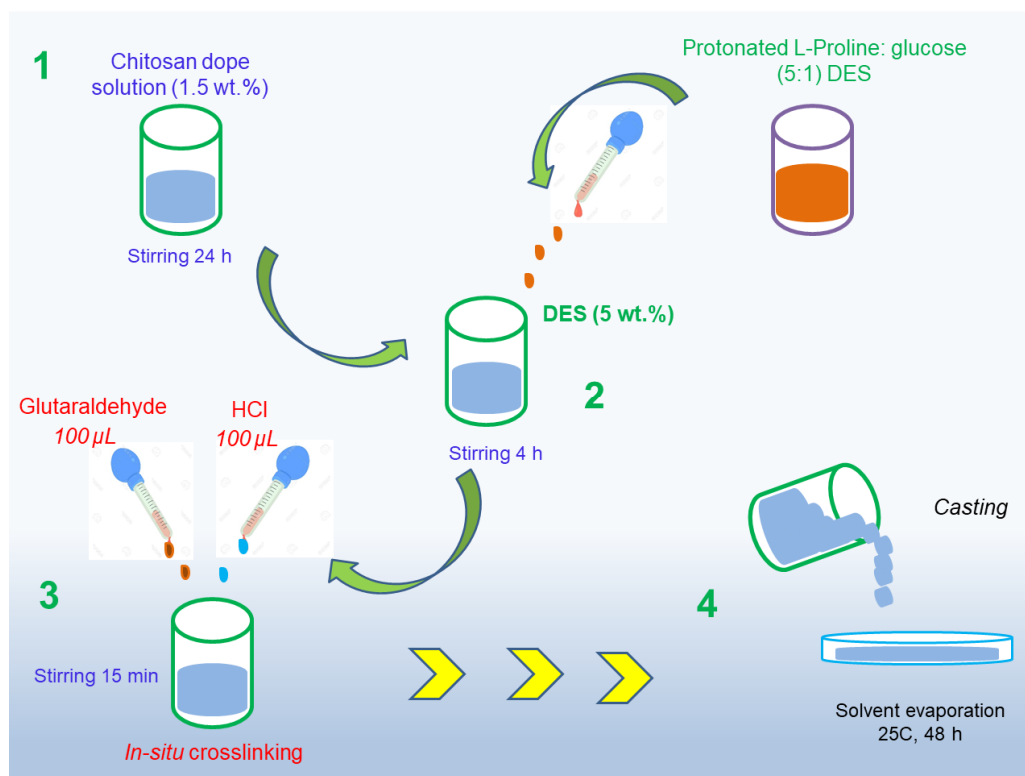 1
Chitosan dope
solution (1.5 wt.%)
Stirring 24 h
Protonated L-Proline: glucose
(5:1) DES
DES (5 wt.%)
2
Stirring 4 h
Glutaraldehyde
100 µL
HCl
100 µL
3
Stirring 15 min
In-situ crosslinking
4
Casting
Solvent evaporation
25C, 48 h